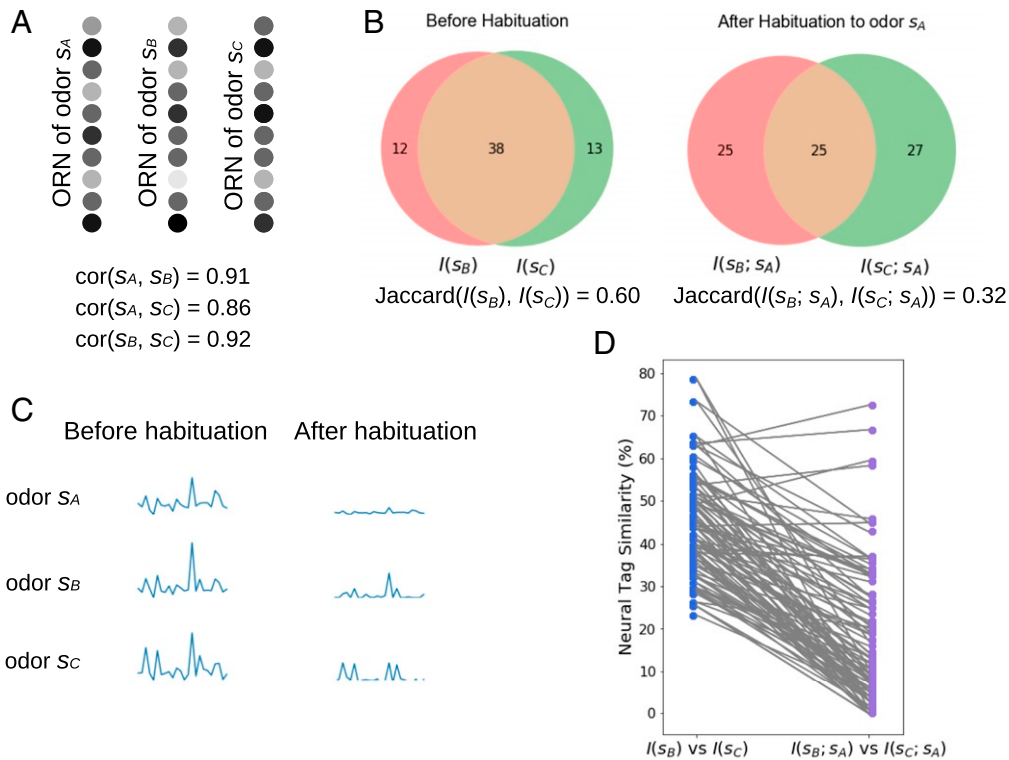 A
ORN of odor sA
ORN of odor sB
ORN of odor sC
cor(sA, sB) = 0.91
cor(sA, sC) = 0.86
cor(sB, sC) = 0.92
B
Before Habituation
12
38
13
I(sB)
I(sC)
Jaccard(I(sB), I(sC)) = 0.60
After Habituation to odor sA
25
25
27
I(sB; sA)
I(sC; sA)
Jaccard(I(sB; sA), I(sC; sA)) = 0.32
C
Before habituation
After habituation
odor sA
odor sB
odor sC
D
Neural Tag Similarity (%)
80
70
60
50
40
30
20
10
0
I(sB) vs I(sC)
I(sB; sA) vs I(sC; sA)